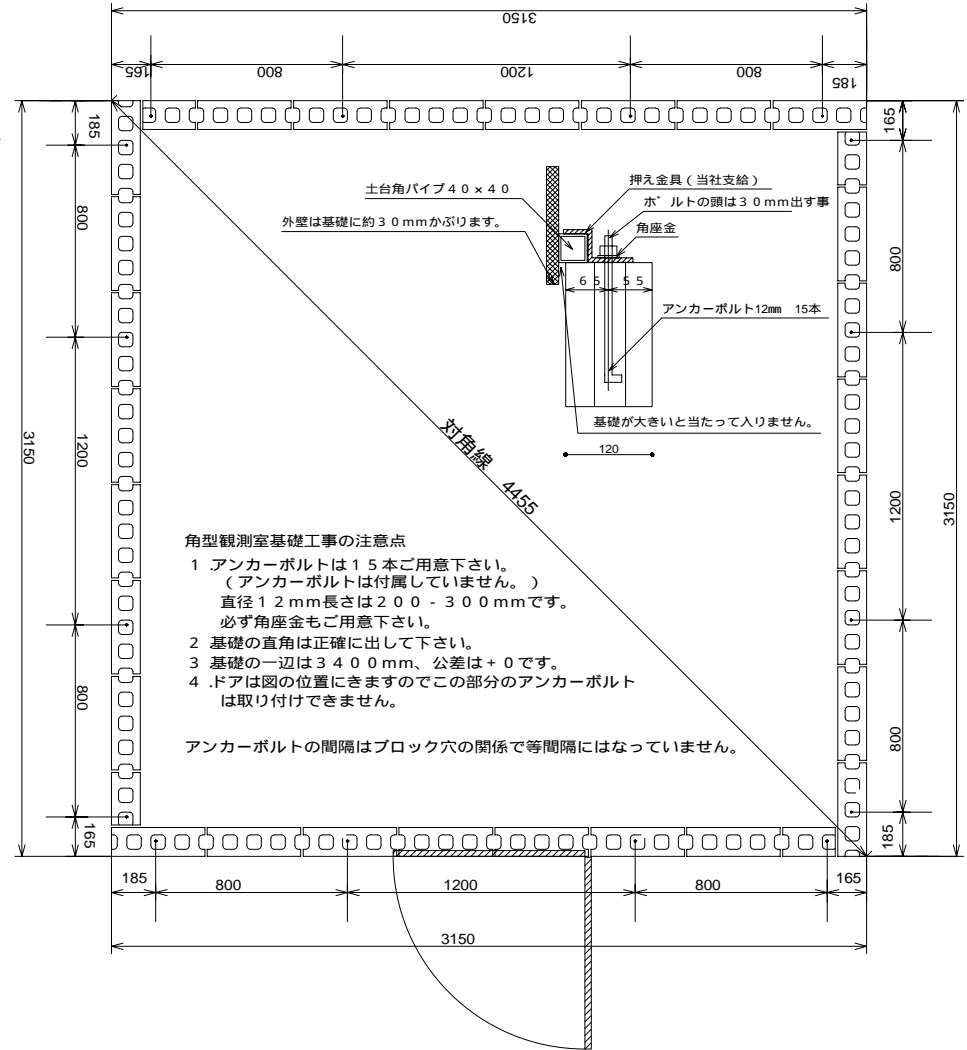 3150
165
800
1200
800
185
185
800
1200
800
165
3150
165
800
1200
800
185
3150
土台角パイプ４０×４０
外壁は基礎に約３０ｍｍかぶります。
押え金具（当社支給）
ボルトの頭は３０ｍｍ出す事
角座金
６５
５５
アンカーボルト12㎜　15本
基礎が大きいと当たって入りません。
120
対角線　4455
角型観測室基礎工事の注意点
１.アンカーボルトは１５本ご用意下さい。
（アンカーボルトは付属していません。）
直径１２ｍｍ長さは２００‐３００ｍｍです。
必ず角座金もご用意下さい。
２ 基礎の直角は正確に出して下さい。
３ 基礎の一辺は３４００ｍｍ、公差は＋０です。
４.ドアは図の位置にきますのでこの部分のアンカーボルト
は取り付けできません。
アンカーボルトの間隔はブロック穴の関係で等間隔にはなっていません。
185
800
1200
800
165
3150